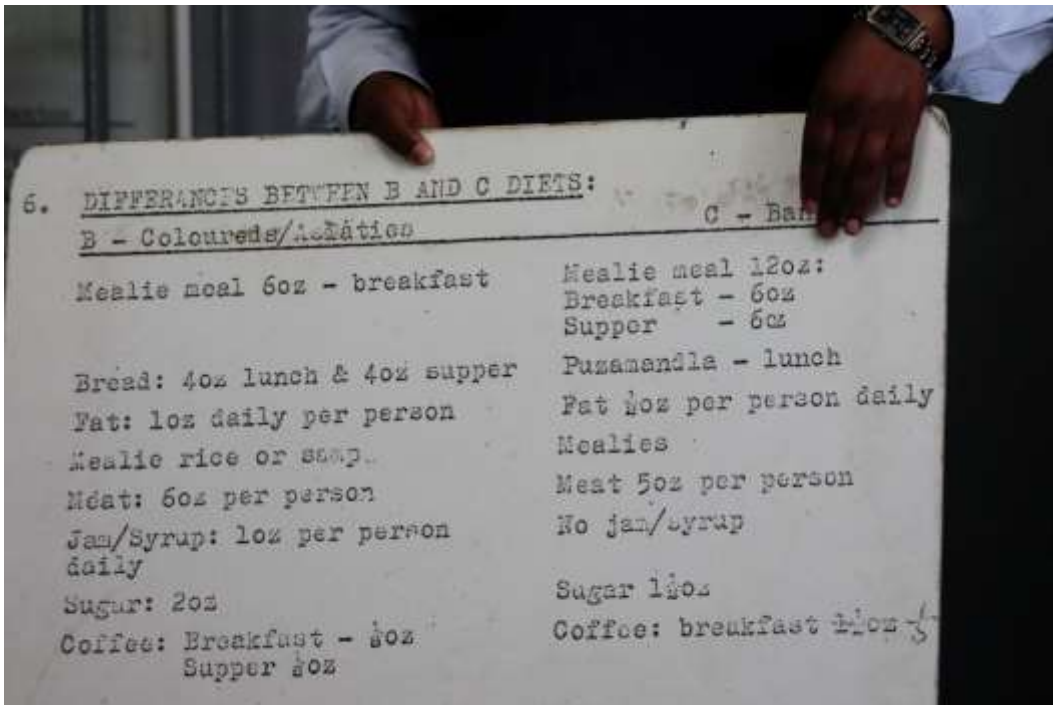 6. DIFFERANCES BETWEEN B AND C DIETS:
B - Coloureds/Asiatics
C - Ban
Mealie meal 6oz - breakfast
Bread: 4oz lunch & 4oz supper
Fat: 1oz daily per person
Mealie rice or samp.
Meat: 6oz per person
Jam/Syrup: 1oz per person
daily
Sugar: 2oz
Coffee: Breakfast - ½oz
Supper ½oz
Mealie meal 12oz:
Breakfast - 6oz
Supper - 6oz
Puzamandla - lunch
Fat ½oz per person daily
Mealies
Meat 5oz per person
No jam/syrup
Sugar 1½oz
Coffee: breakfast